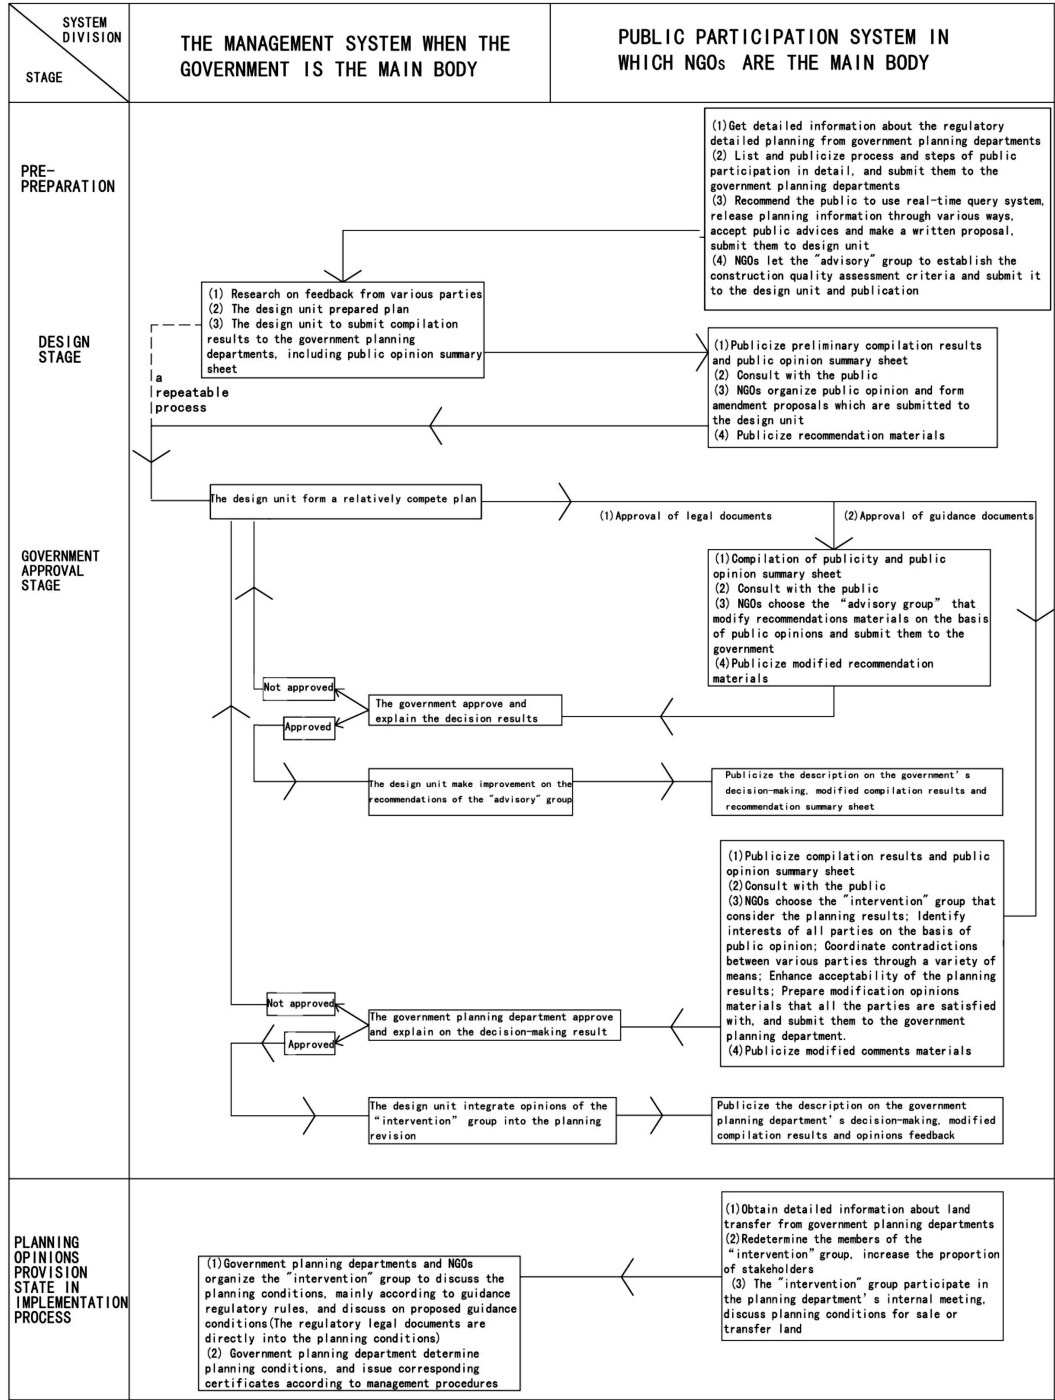 SYSTEM
DIVISION
STAGE
THE MANAGEMENT SYSTEM WHEN THE
GOVERNMENT IS THE MAIN BODY
PUBLIC PARTICIPATION SYSTEM IN
WHICH NGOs ARE THE MAIN BODY
PRE-
PREPARATION
(1)Get detailed information about the regulatory
detailed planning from government planning departments
(2) List and publicize process and steps of public
participation in detail, and submit them to the
government planning departments
(3) Recommend the public to use real-time query system,
release planning information through various ways,
accept public advices and make a written proposal,
submit them to design unit
(4) NGOs let the "advisory" group to establish the
construction quality assessment criteria and submit it
to the design unit and publication
DESIGN
STAGE
(1) Research on feedback from various parties
(2) The design unit prepared plan
(3) The design unit to submit compilation
results to the government planning
departments, including public opinion summary
sheet
a
repeatable
process
(1)Publicize preliminary compilation results
and public opinion summary sheet
(2) Consult with the public
(3) NGOs organize public opinion and form
amendment proposals which are submitted to
the design unit
(4) Publicize recommendation materials
GOVERNMENT
APPROVAL
STAGE
The design unit form a relatively compete plan
(1)Approval of legal documents
(2)Approval of guidance documents
(1)Compilation of publicity and public
opinion summary sheet
(2) Consult with the public
(3) NGOs choose the “advisory group” that
modify recommendations materials on the basis
of public opinions and submit them to the
government
(4)Publicize modified recommendation
materials
Not approved
Approved
The government approve and
explain the decision results
The design unit make improvement on the
recommendations of the "advisory" group
Publicize the description on the government's
decision-making, modified compilation results and
recommendation summary sheet
(1)Publicize compilation results and public
opinion summary sheet
(2)Consult with the public
(3)NGOs choose the "intervention" group that
consider the planning results; Identify
interests of all parties on the basis of
public opinion; Coordinate contradictions
between various parties through a variety of
means; Enhance acceptability of the planning
results; Prepare modification opinions
materials that all the parties are satisfied
with, and submit them to the government
planning department.
(4)Publicize modified comments materials
Not approved
Approved
The government planning department approve
and explain on the decision-making result
The design unit integrate opinions of the
“intervention” group into the planning
revision
Publicize the description on the government
planning department's decision-making, modified
compilation results and opinions feedback
PLANNING
OPINIONS
PROVISION
STATE IN
IMPLEMENTATION
PROCESS
(1)Government planning departments and NGOs
organize the "intervention" group to discuss the
planning conditions, mainly according to guidance
regulatory rules, and discuss on proposed guidance
conditions(The regulatory legal documents are
directly into the planning conditions)
(2) Government planning department determine
planning conditions, and issue corresponding
certificates according to management procedures
(1)Obtain detailed information about land
transfer from government planning departments
(2)Redetermine the members of the
“intervention” group, increase the proportion
of stakeholders
(3) The "intervention" group participate in
the planning department's internal meeting,
discuss planning conditions for sale or
transfer land